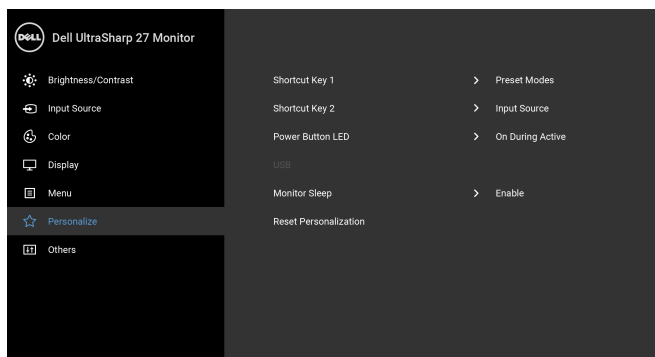 DELL Dell UltraSharp 27 Monitor
Brightness/Contrast
Input Source
Color
Display
Menu
Personalize
Others
Shortcut Key 1 > Preset Modes
Shortcut Key 2 > Input Source
Power Button LED > On During Active
USB
Monitor Sleep > Enable
Reset Personalization